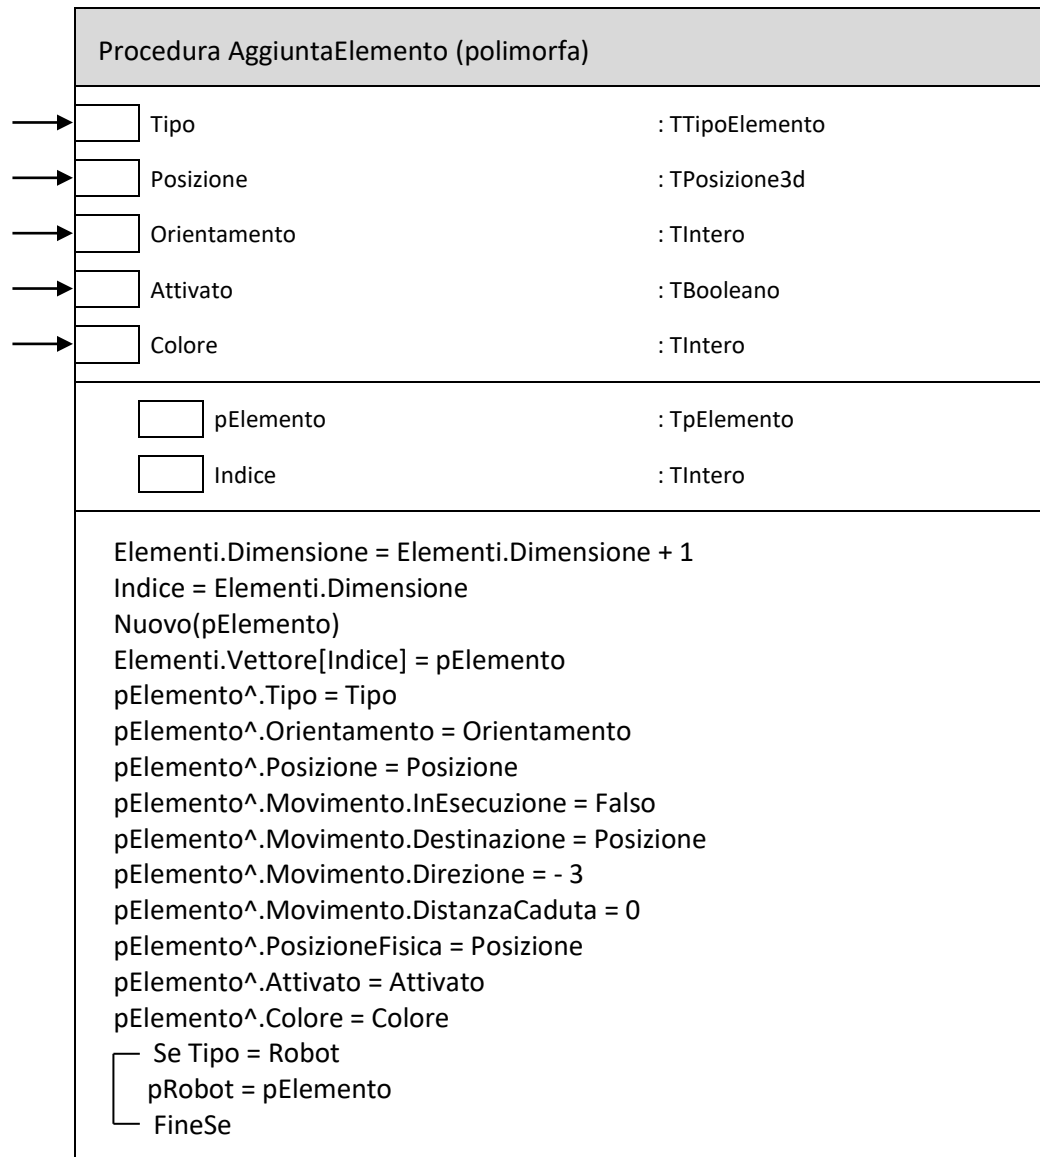 Procedura AggiuntaElemento (polimorfa)
Tipo : TTipoElemento
Posizione : TPosizione3d
Orientamento : TIntero
Attivato : TBooleano
Colore : TIntero
pElemento : TpElemento
Indice : TIntero
Elementi.Dimensione = Elementi.Dimensione + 1
Indice = Elementi.Dimensione
Nuovo(pElemento)
Elementi.Vettore[Indice] = pElemento
pElemento^.Tipo = Tipo
pElemento^.Orientamento = Orientamento
pElemento^.Posizione = Posizione
pElemento^.Movimento.InEsecuzione = Falso
pElemento^.Movimento.Destinazione = Posizione
pElemento^.Movimento.Direzione = - 3
pElemento^.Movimento.DistanzaCaduta = 0
pElemento^.PosizioneFisica = Posizione
pElemento^.Attivato = Attivato
pElemento^.Colore = Colore
Se Tipo = Robot
pRobot = pElemento
FineSe